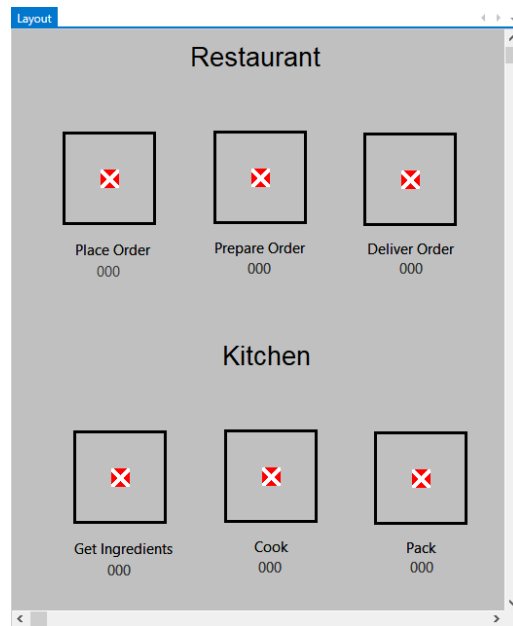 Layout
Restaurant
Place Order Prepare Order Deliver Order
000 000 000
Kitchen
Get Ingredients Cook Pack
000 000 000